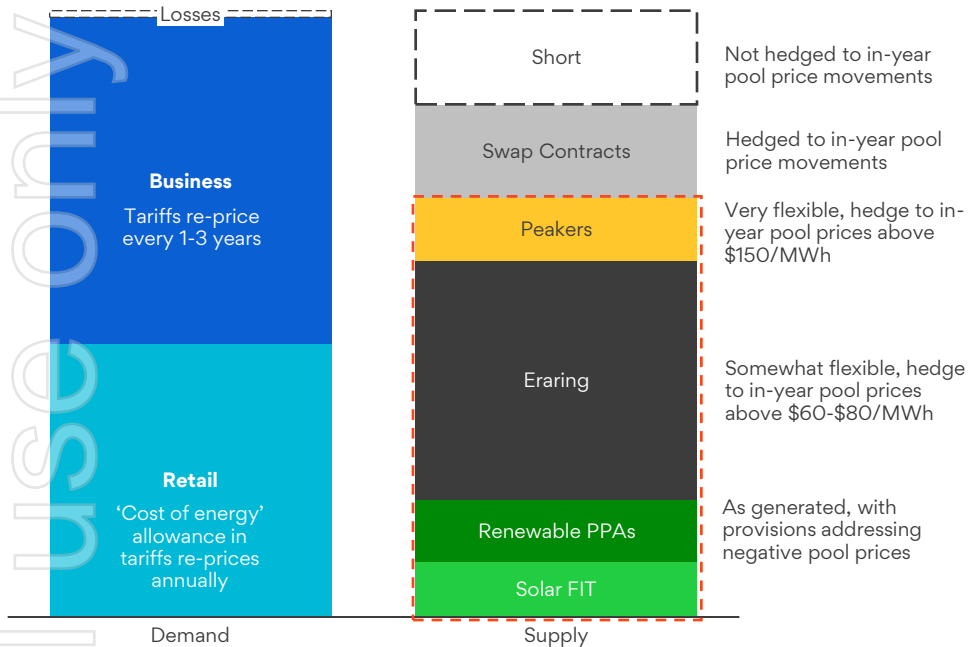 Losses
Business
Tariffs re-price
every 1-3 years
Retail
‘Cost of energy’
allowance in
tariffs re-prices
annually
Demand
Short
Swap Contracts
Peakers
Eraring
Renewable PPAs
Solar FIT
Supply
Not hedged to in-year
pool price movements
Hedged to in-year pool
price movements
Very flexible, hedge to in-
year pool prices above
$150/MWh
Somewhat flexible, hedge
to in-year pool prices
above $60-$80/MWh
As generated, with
provisions addressing
negative pool prices
use only